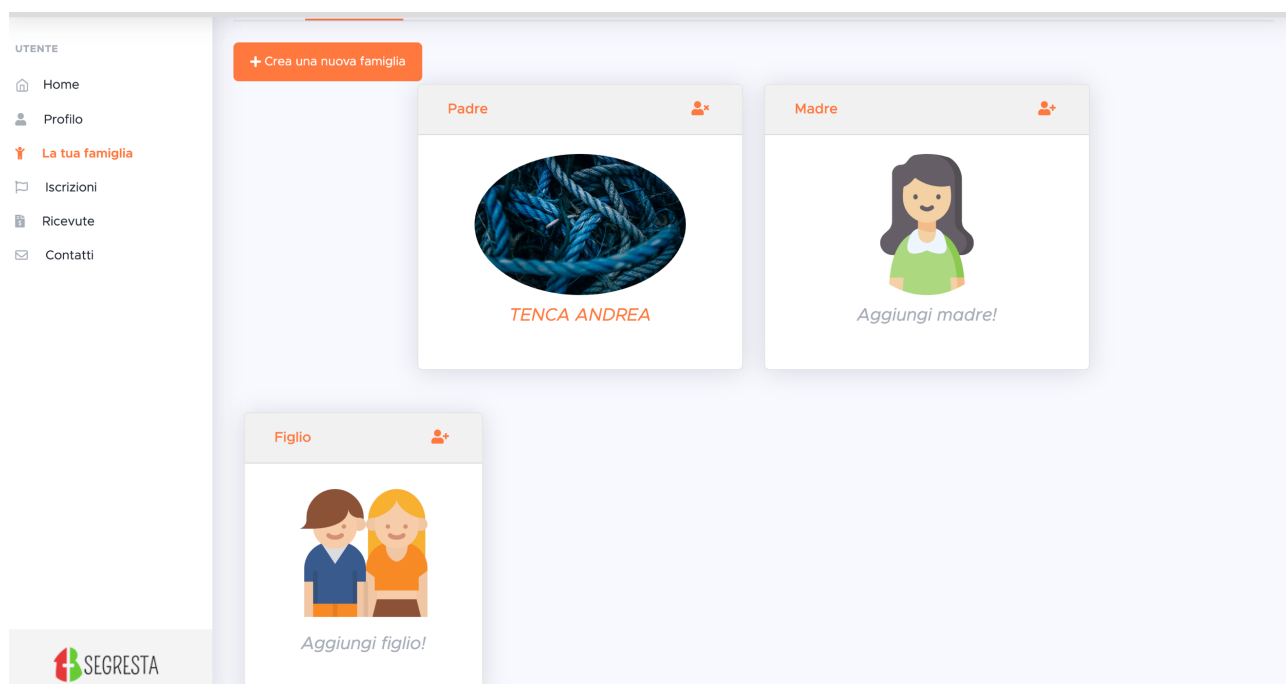 UTENTE
Home
Profilo
La tua famiglia
Iscrizioni
Ricevute
Contatti
SEGRESTA
+ Crea una nuova famiglia
Padre
TENCA ANDREA
Madre
Aggiungi madre!
Figlio
Aggiungi figlio!